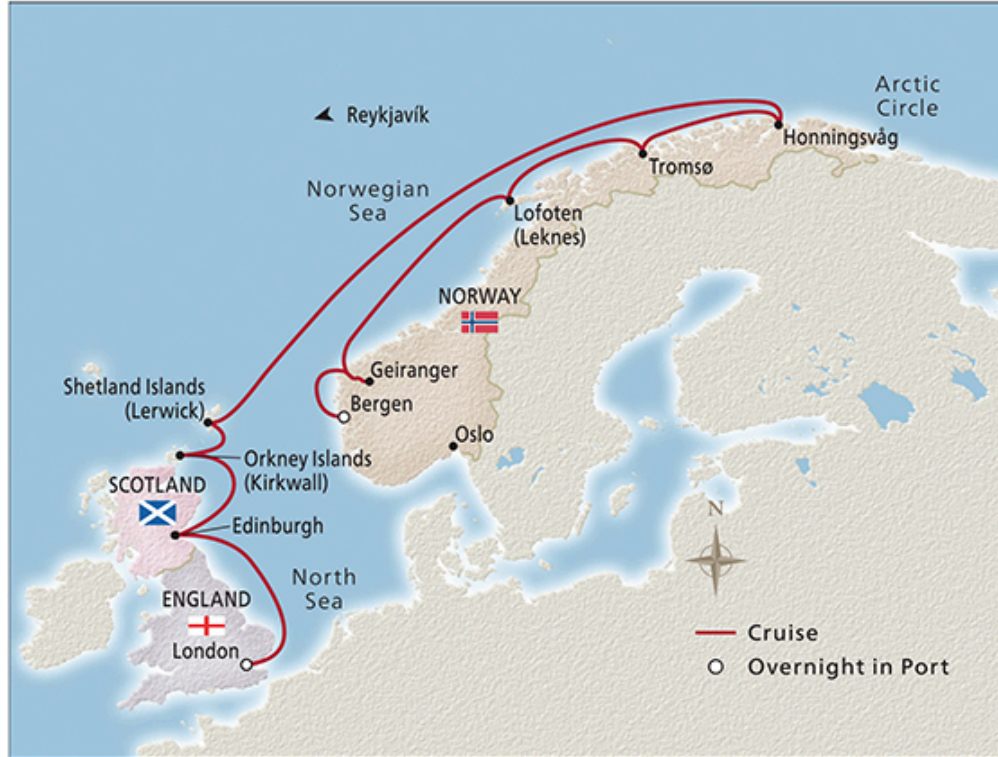 Arctic
Circle
Reykjavík
Honningsvåg
Tromsø
Norwegian
Sea
Lofoten
(Leknes)
NORWAY
Geiranger
Shetland Islands
(Lerwick)
Bergen
Oslo
Orkney Islands
(Kirkwall)
SCOTLAND
Edinburgh
N
North
Sea
ENGLAND
London
Cruise
Overnight in Port